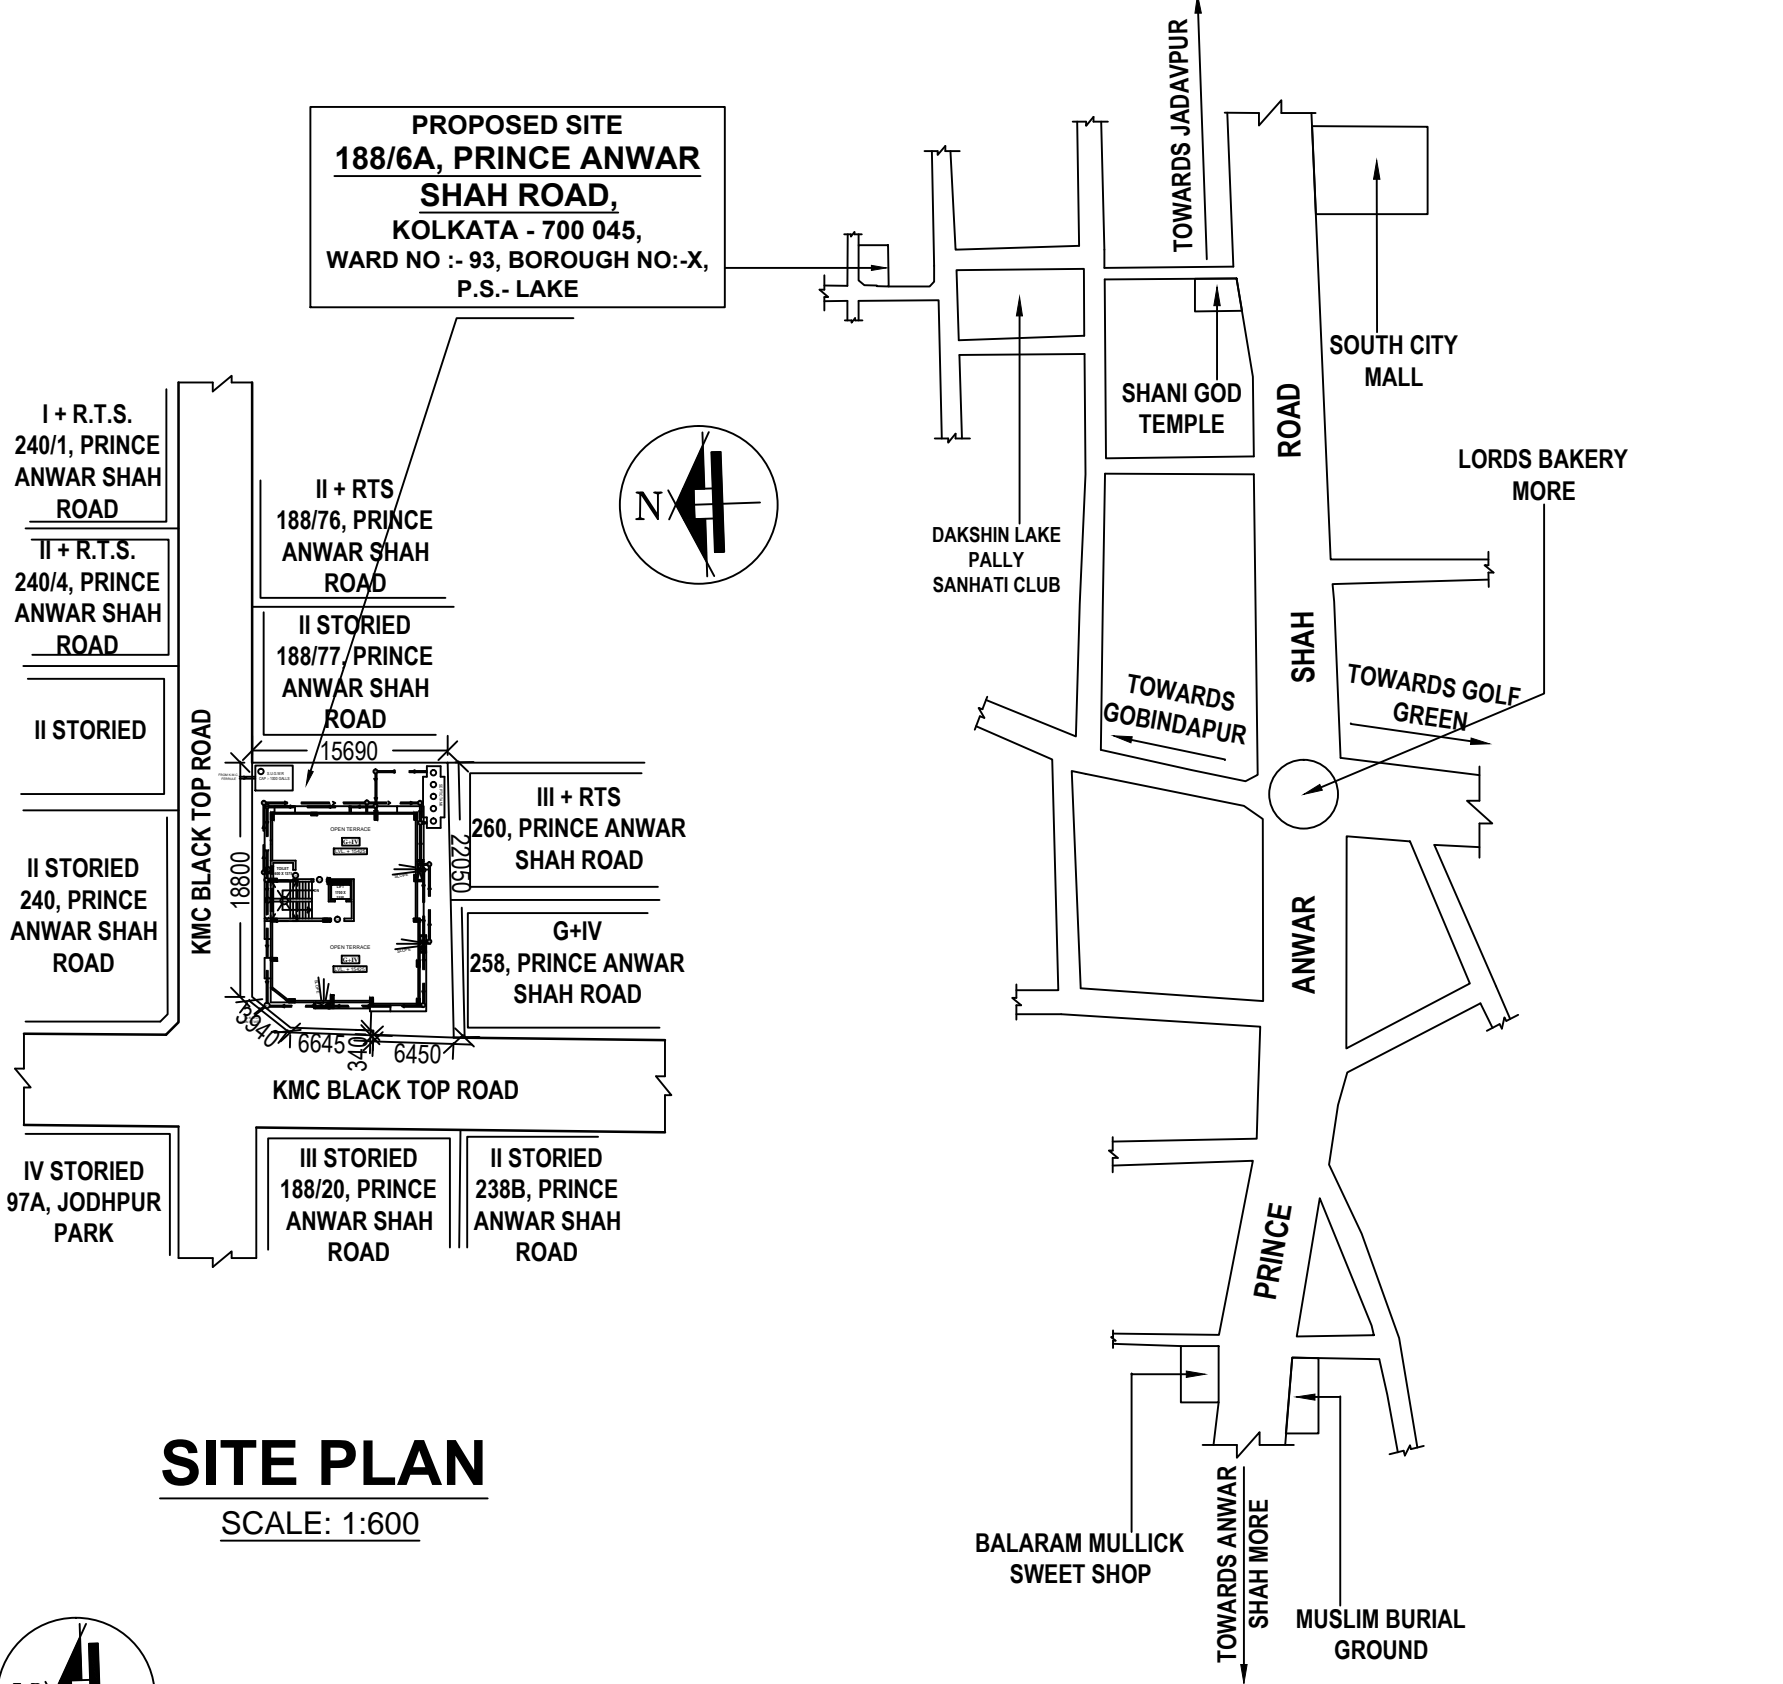 PROPOSED SITE
188/6A, PRINCE ANWAR
SHAH ROAD,
KOLKATA - 700 045,
WARD NO :- 93, BOROUGH NO:-X,
P.S.- LAKE
I + R.T.S.
240/1, PRINCE
ANWAR SHAH
ROAD
II + R.T.S.
240/4, PRINCE
ANWAR SHAH
ROAD
II STORIED
II STORIED
240, PRINCE
ANWAR SHAH
ROAD
KMC BLACK TOP ROAD
II + RTS
188/76, PRINCE
ANWAR SHAH
ROAD
II STORIED
188/77, PRINCE
ANWAR SHAH
ROAD
N
15690
18800
22050
3940
6645
340
6450
OPEN TERRACE
G+IV
OPEN TERRACE
G+IV
III + RTS
260, PRINCE ANWAR
SHAH ROAD
G+IV
258, PRINCE ANWAR
SHAH ROAD
KMC BLACK TOP ROAD
IV STORIED
97A, JODHPUR
PARK
III STORIED
188/20, PRINCE
ANWAR SHAH
ROAD
II STORIED
238B, PRINCE
ANWAR SHAH
ROAD
SITE PLAN
SCALE: 1:600
TOWARDS JADAVPUR
SOUTH CITY
MALL
SHANI GOD
TEMPLE
DAKSHIN LAKE
PALLY
SANHATI CLUB
LORDS BAKERY
MORE
ROAD
SHAH
ANWAR
PRINCE
TOWARDS
GOBINDAPUR
TOWARDS GOLF
GREEN
BALARAM MULLICK
SWEET SHOP
TOWARDS ANWAR
SHAH MORE
MUSLIM BURIAL
GROUND